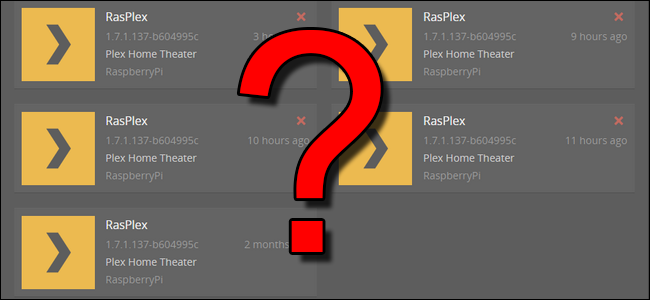 RasPlex
1.7.1.137-b604995c
3 h
Plex Home Theater
RaspberryPi
RasPlex
1.7.1.137-b604995c
9 hours ago
Plex Home Theater
RaspberryPi
RasPlex
1.7.1.137-b604995c
10 hours ago
Plex Home Theater
RaspberryPi
RasPlex
1.7.1.137-b604995c
11 hours ago
Plex Home Theater
RaspberryPi
RasPlex
1.7.1.137-b604995c
2 months
Plex Home Theater
RaspberryPi
?